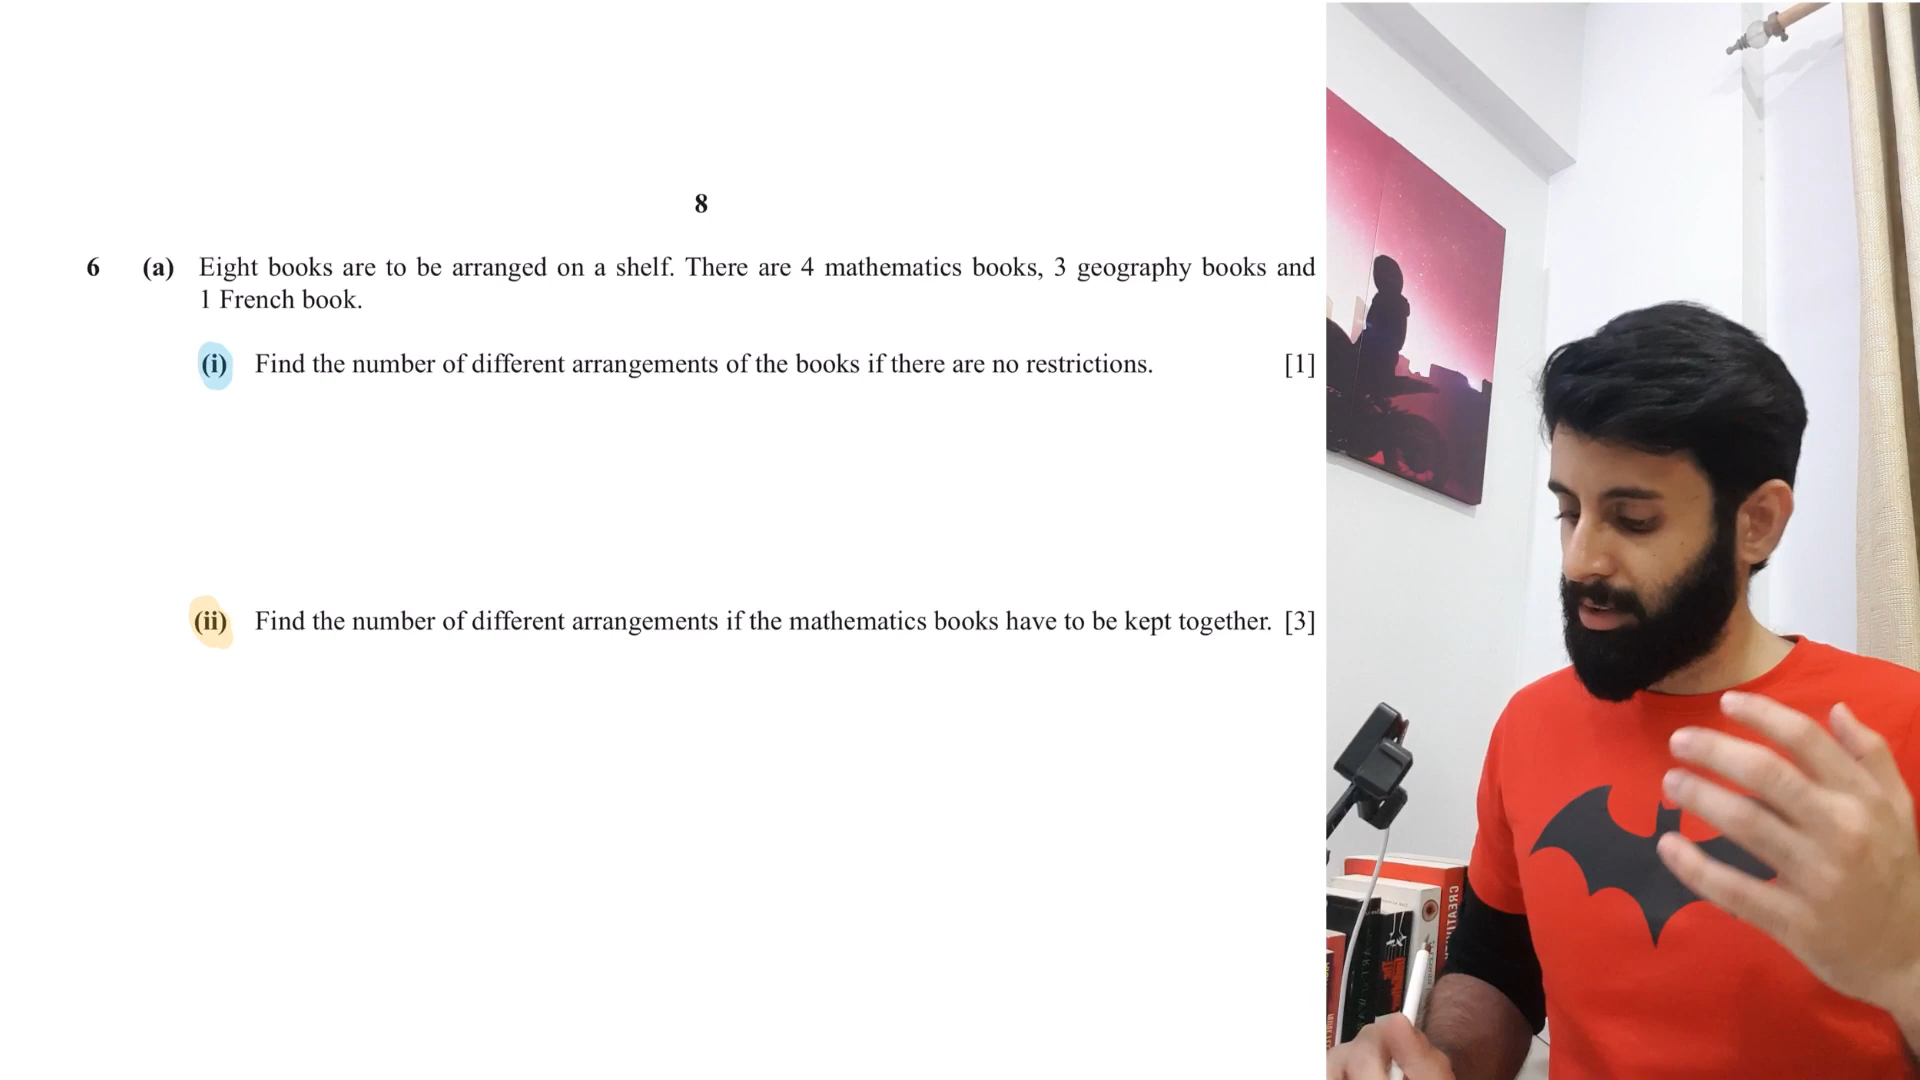 8
6 (a) Eight books are to be arranged on a shelf. There are 4 mathematics books, 3 geography books and
1 French book.
(i) Find the number of different arrangements of the books if there are no restrictions. [1]
(ii) Find the number of different arrangements if the mathematics books have to be kept together. [3]